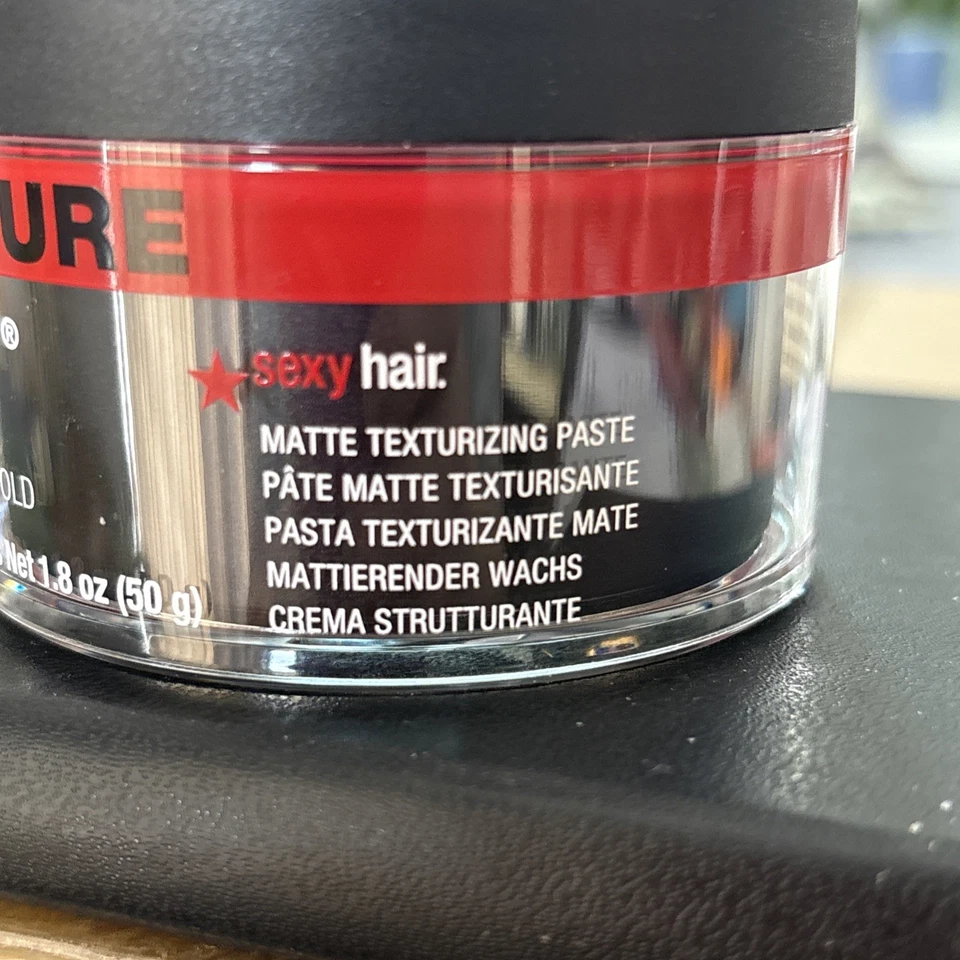 URE
®
OLD
Net 1.8 oz (50 g)
sexy hair.
MATTE TEXTURIZING PASTE
PÂTE MATTE TEXTURISANTE
PASTA TEXTURIZANTE MATE
MATTIERENDER WACHS
CREMA STRUTTURANTE